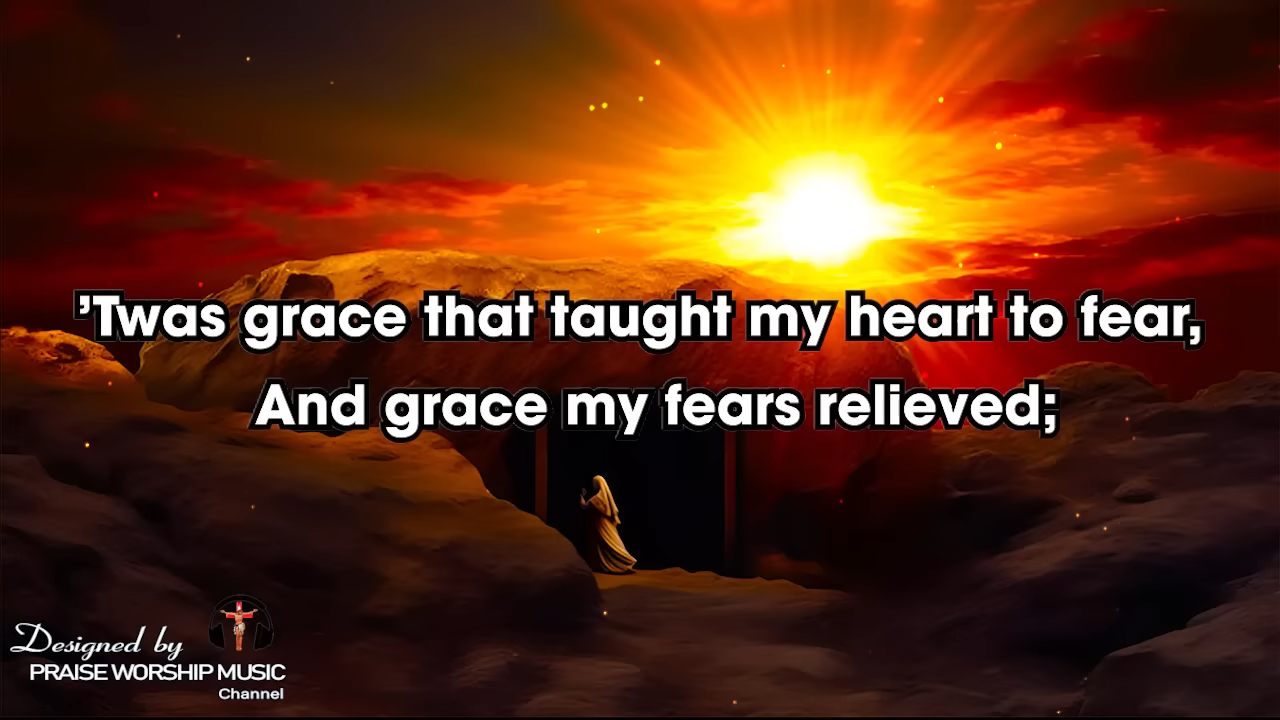 ’Twas grace that taught my heart to fear,
And grace my fears relieved;
Designed by
PRAISE WORSHIP MUSIC
Channel